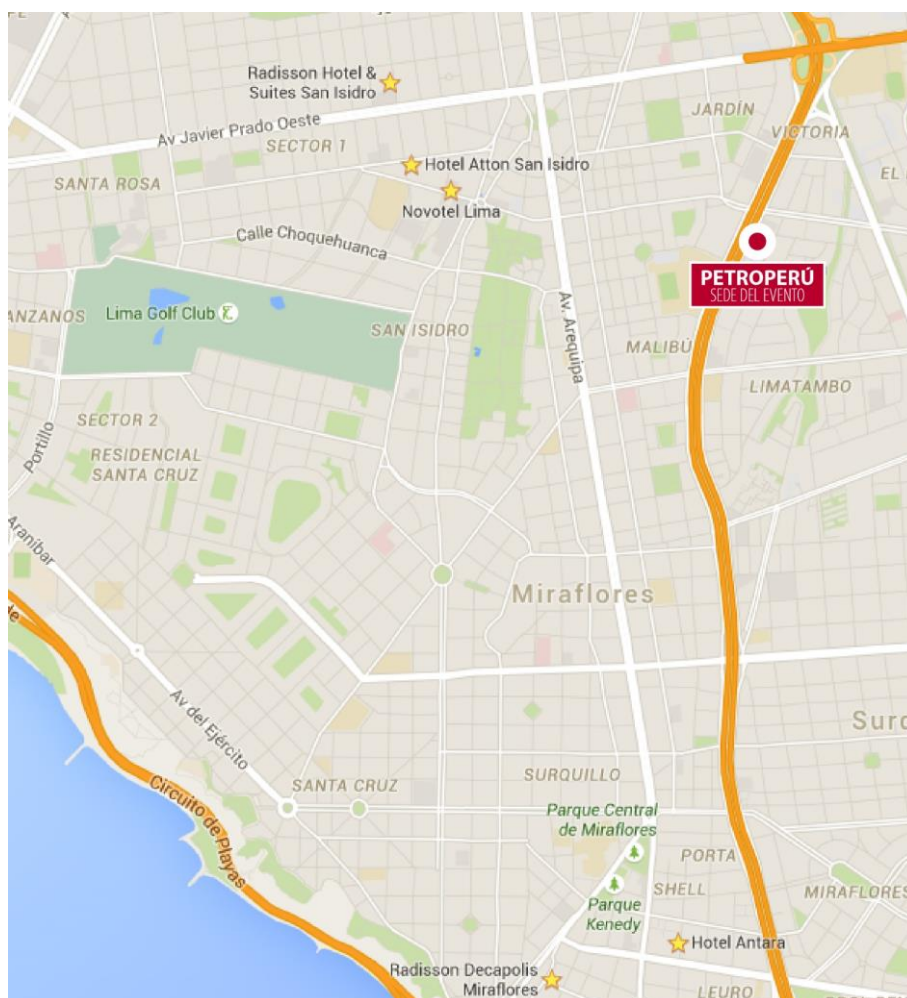 Radisson Hotel &
Suites San Isidro
Av Javier Prado Oeste
SECTOR 1
JARDÍN
VICTORIA
Hotel Atton San Isidro
SANTA ROSA
EL
Novotel Lima
Calle Choquehuanca
PETROPERÚ
SEDE DEL EVENTO
Av. Arequipa
Lima Golf Club
ANZANOS
SAN ISIDRO
MALIBÙ
LIMATAMBO
SECTOR 2
Portillo
RESIDENCIAL
SANTA CRUZ
Aranibar
Miraflores
de
Av del Ejército
Surq
SANTA CRUZ
SURQUILLO
Circuito de Playas
Parque Central
de Miraflores
PORTA
SHELL
MIRAFLORES
Parque
Kenedy
Hotel Antara
Radisson Decapolis
Miraflores
LEURO